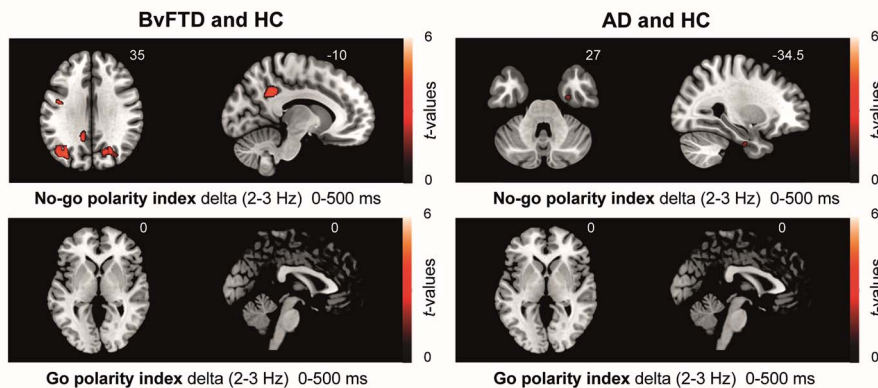 BvFTD and HC
35
-10
6
t-values
0
No-go polarity index delta (2-3 Hz) 0-500 ms
0
0
6
t-values
0
Go polarity index delta (2-3 Hz) 0-500 ms
AD and HC
27
-34.5
6
t-values
0
No-go polarity index delta (2-3 Hz) 0-500 ms
0
0
6
t-values
0
Go polarity index delta (2-3 Hz) 0-500 ms